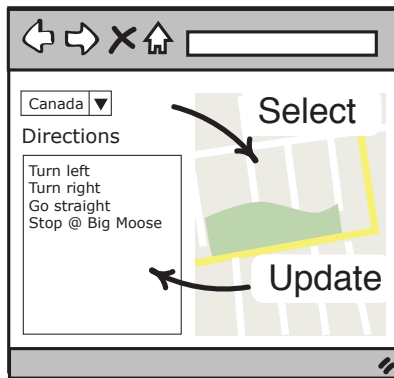 Canada
Select
Directions
Turn left
Turn right
Go straight
Stop @ Big Moose
Update